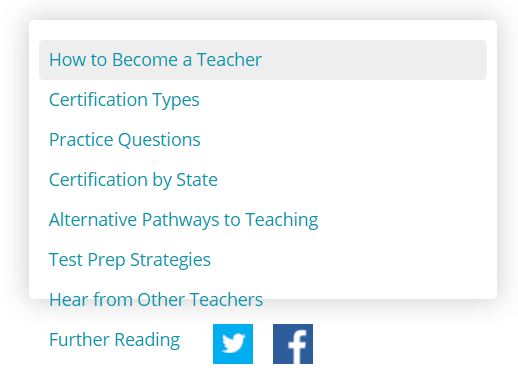 How to Become a Teacher
Certification Types
Practice Questions
Certification by State
Alternative Pathways to Teaching
Test Prep Strategies
Hear from Other Teachers
Further Reading